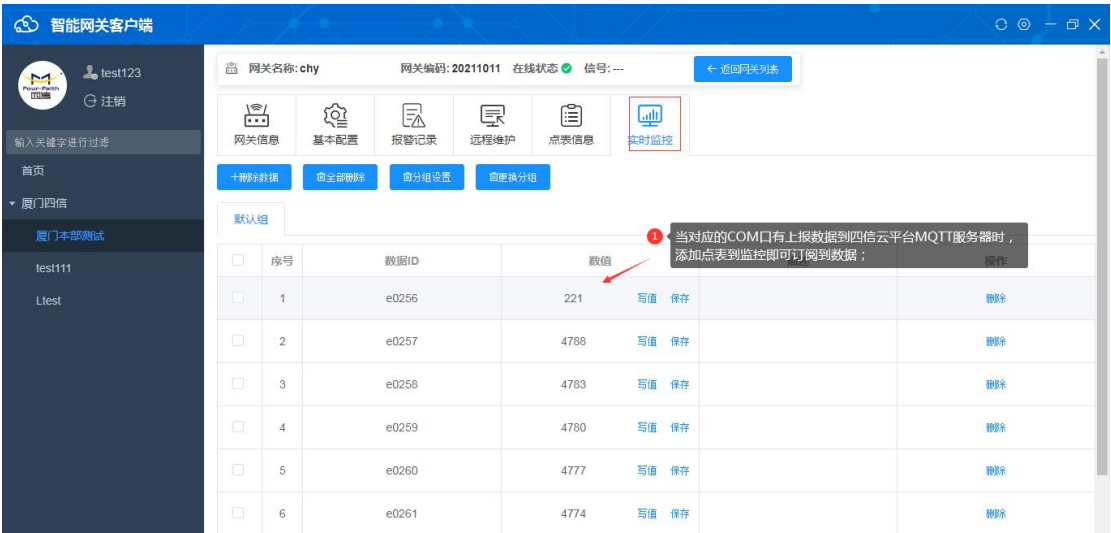 智能网关客户端
Four-Faith
四信
test123
注销
输入关键字进行过滤
首页
厦门四信
厦门本部测试
test111
Ltest
网关名称: chy 网关编码: 20211011 在线状态 信号: --- ← 返回网关列表
网关信息 基本配置 报警记录 远程维护 点表信息 实时监控
+删除数据 全部删除 分组设置 更换分组
默认组
1 当对应的COM口有上报数据到四信云平台MQTT服务器时，
添加点表到监控即可订阅到数据；
序号 数据ID 数值 操作
1 e0256 221 写值 保存 删除
2 e0257 4788 写值 保存 删除
3 e0258 4783 写值 保存 删除
4 e0259 4780 写值 保存 删除
5 e0260 4777 写值 保存 删除
6 e0261 4774 写值 保存 删除